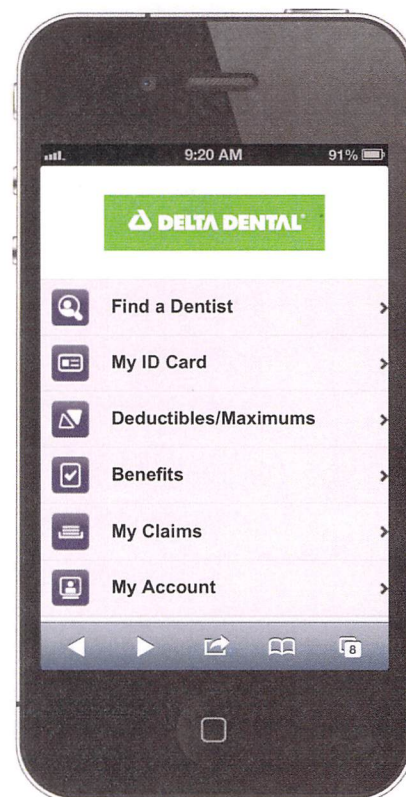 9:20 AM 91%
DELTA DENTAL®
Find a Dentist
My ID Card
Deductibles/Maximums
Benefits
My Claims
My Account
8